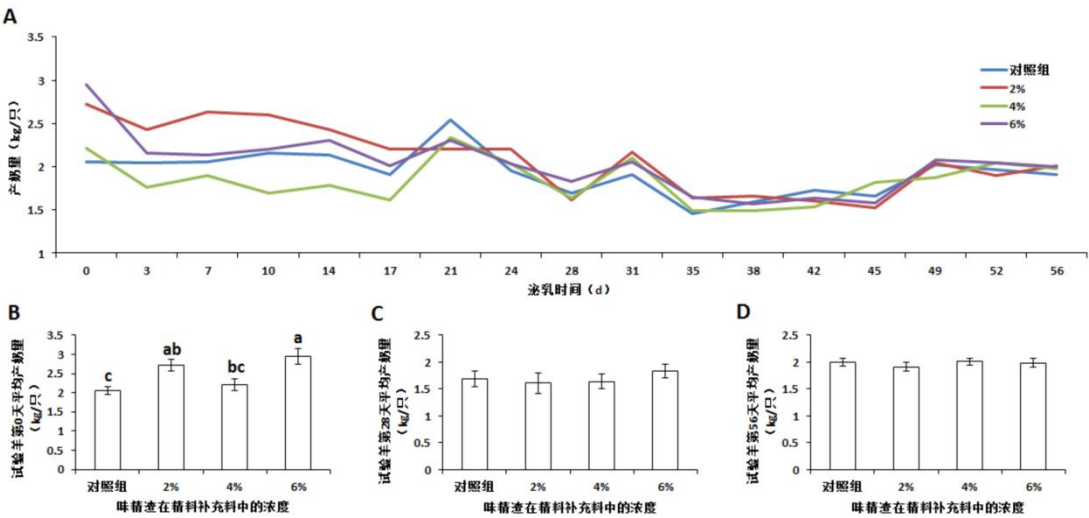 A
3.5
3
2.5
2
1.5
1
产奶量（kg/只）
对照组
2%
4%
6%
0 3 7 10 14 17 21 24 28 31 35 38 42 45 49 52 56
泌乳时间（d）
B
试验羊第0天平均产奶量
（kg/只）
3.5
3
2.5
2
1.5
1
0.5
0
c
ab
bc
a
对照组 2% 4% 6%
味精渣在精料补充料中的浓度
C
试验羊第28天平均产奶量
（kg/只）
2.5
2
1.5
1
0.5
0
对照组 2% 4% 6%
味精渣在精料补充料中的浓度
D
试验羊第56天平均产奶量
（kg/只）
2.5
2
1.5
1
0.5
0
对照组 2% 4% 6%
味精渣在精料补充料中的浓度